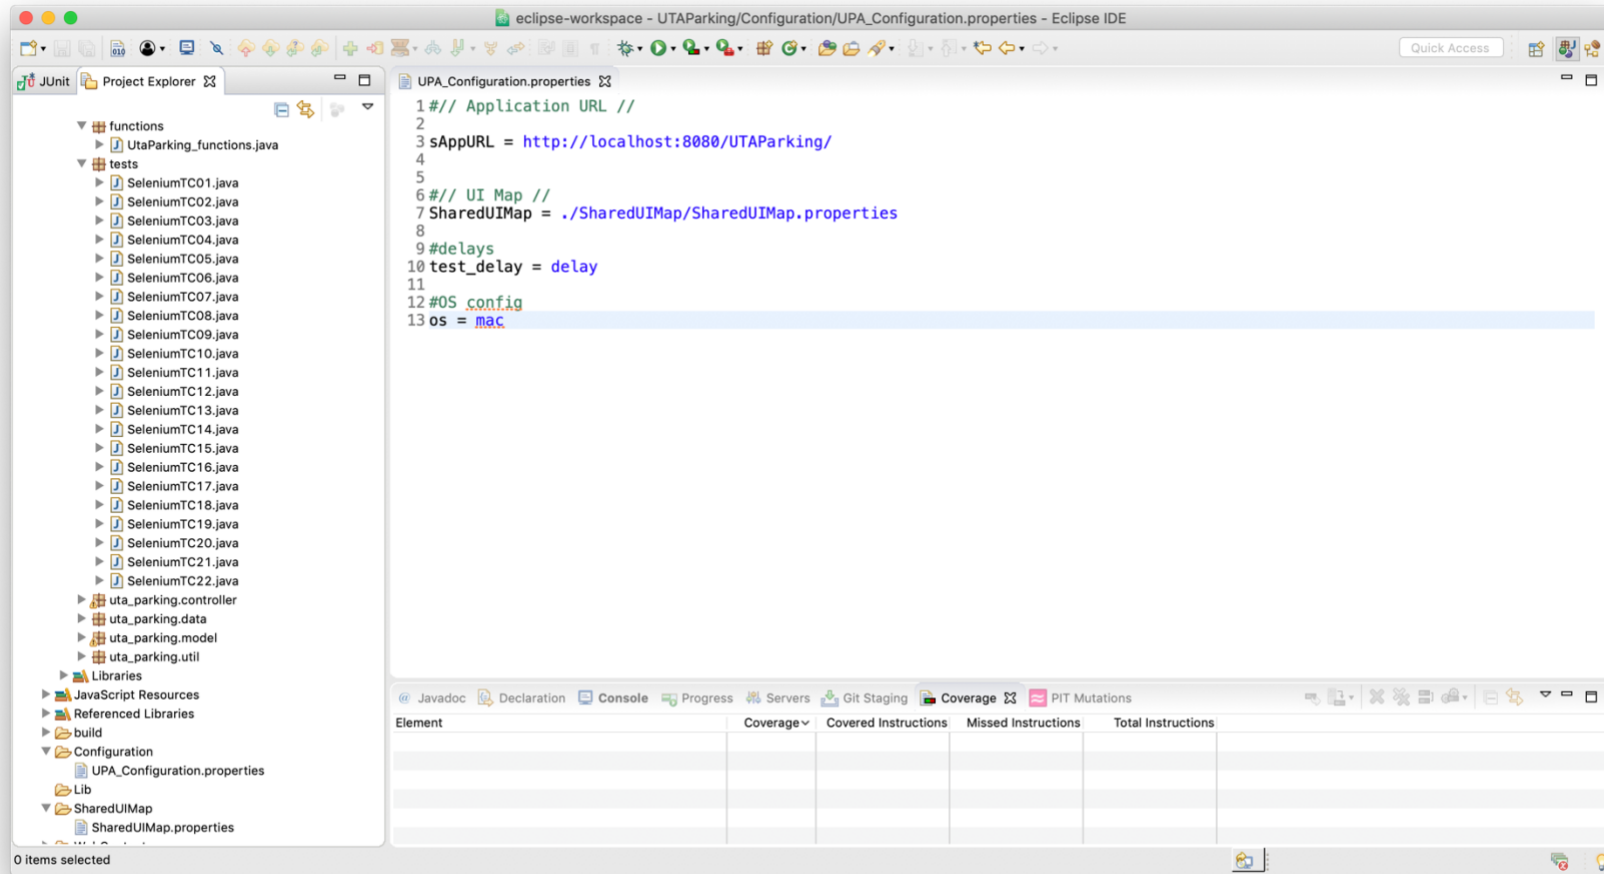 eclipse-workspace - UTAParking/Configuration/UPA_Configuration.properties - Eclipse IDE
Quick Access
JUnit
Project Explorer
functions
UtaParking_functions.java
tests
SeleniumTC01.java
SeleniumTC02.java
SeleniumTC03.java
SeleniumTC04.java
SeleniumTC05.java
SeleniumTC06.java
SeleniumTC07.java
SeleniumTC08.java
SeleniumTC09.java
SeleniumTC10.java
SeleniumTC11.java
SeleniumTC12.java
SeleniumTC13.java
SeleniumTC14.java
SeleniumTC15.java
SeleniumTC16.java
SeleniumTC17.java
SeleniumTC18.java
SeleniumTC19.java
SeleniumTC20.java
SeleniumTC21.java
SeleniumTC22.java
uta_parking.controller
uta_parking.data
uta_parking.model
uta_parking.util
Libraries
JavaScript Resources
Referenced Libraries
build
Configuration
UPA_Configuration.properties
Lib
SharedUIMap
SharedUIMap.properties
UPA_Configuration.properties
1 #// Application URL //
2
3 sAppURL = http://localhost:8080/UTAParking/
4
5
6 #// UI Map //
7 SharedUIMap = ./SharedUIMap/SharedUIMap.properties
8
9 #delays
10 test_delay = delay
11
12 #OS config
13 os = mac
@ Javadoc Declaration Console Progress Servers Git Staging Coverage PIT Mutations
Element Coverage Covered Instructions Missed Instructions Total Instructions
0 items selected